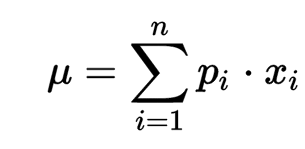 μ = ∑_{i=1}^{n} p_i · x_i